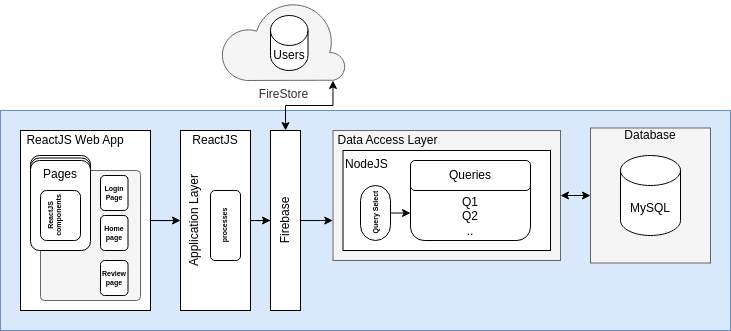 Users
FireStore
ReactJS Web App
Pages
ReactJS
components
Login
Page
Home
page
Review
page
ReactJS
Application Layer
processes
Firebase
Data Access Layer
NodeJS
Query Select
Queries
Q1
Q2
..
Database
MySQL